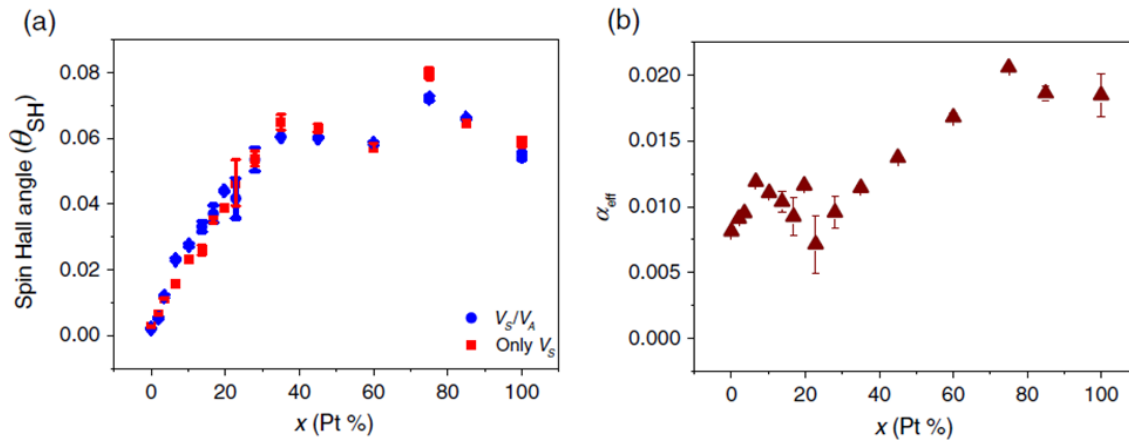 (a)
Spin Hall angle (θSH)
0.08
0.06
0.04
0.02
0.00
VS/VA
Only VS
0 20 40 60 80 100
x (Pt %)
(b)
αeff
0.020
0.015
0.010
0.005
0.000
0 20 40 60 80 100
x (Pt %)